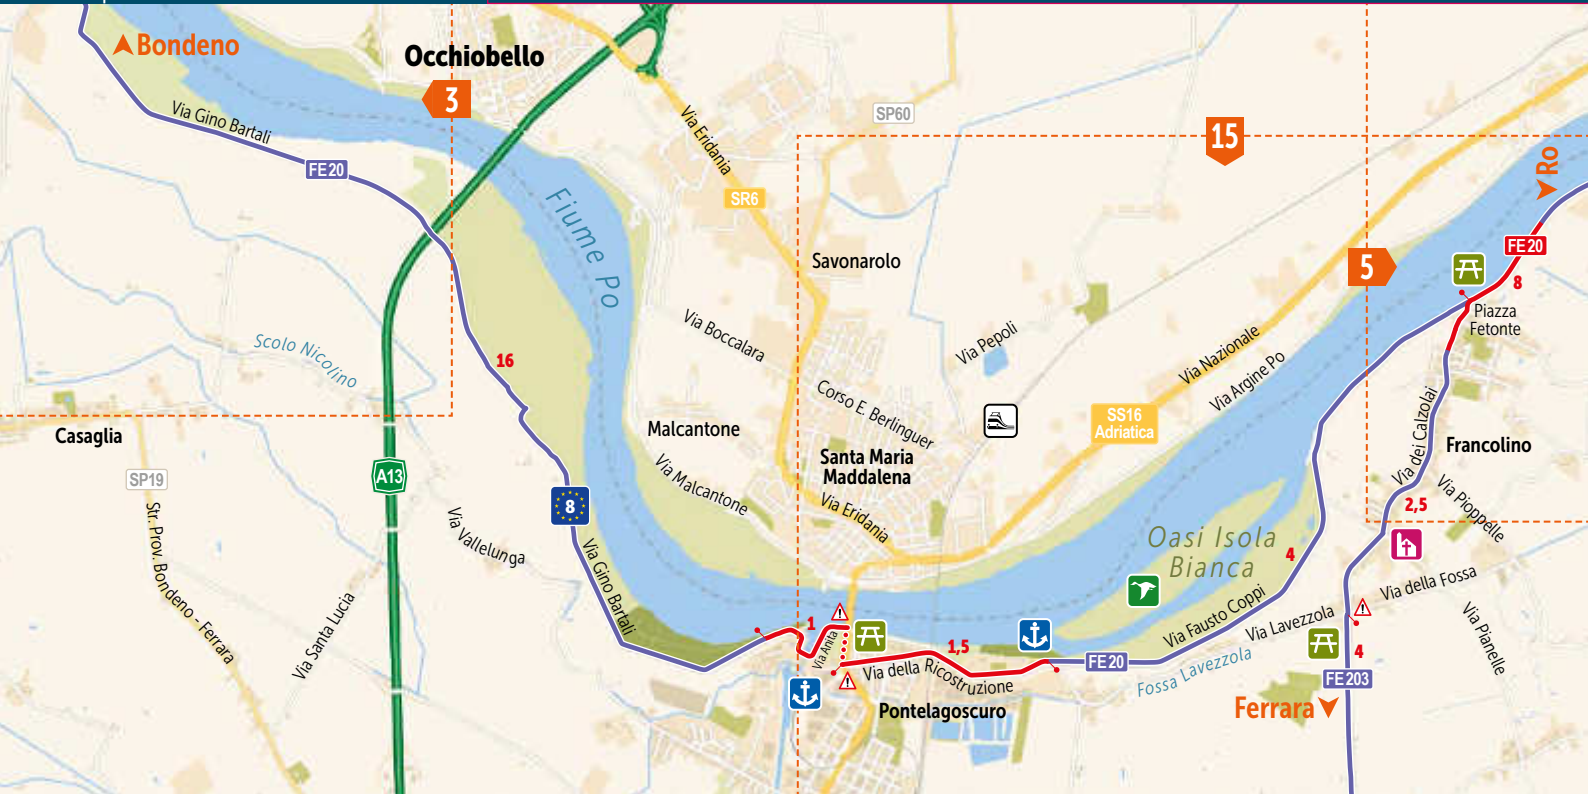 Bondeno
Occhiobello
3
Via Gino Bartali
FE20
Via Eridania
SP60
15
Ro
SR6
Fiume Po
Savonarolo
5
FE20
8
Piazza
Fetonte
Via Boccalara
Via Pepoli
Via Nazionale
Via Argine Po
Scolo Nicolino
16
Corso E. Berlinguer
SS16
Adriatica
Casaglia
Malcantone
Santa Maria
Maddalena
Via dei Calzolai
Francolino
SP19
A13
Via Malcantone
Via Eridania
8
2,5
Via Pioppelle
Str. Prov. Bondeno - Ferrara
Via Vallelunga
Via Gino Bartali
Oasi Isola
Bianca
4
Via Santa Lucia
Via Fausto Coppi
Via della Fossa
1
Via Anita
1,5
Via Lavezzola
Via Pianelle
Via della Ricostruzione
FE20
Fossa Lavezzola
4
FE203
Pontelagoscuro
Ferrara